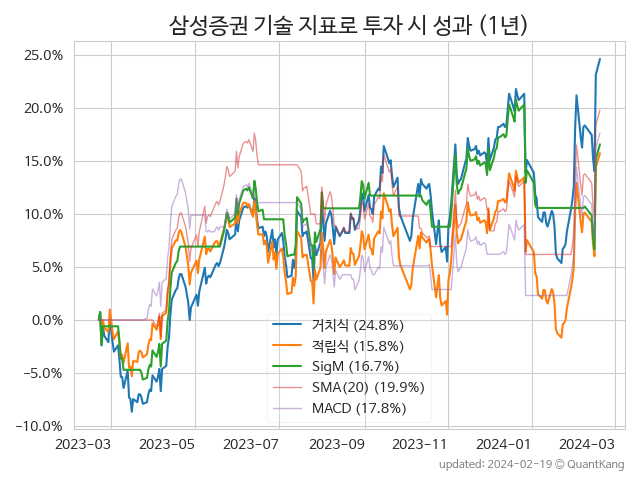 삼성증권 기술 지표로 투자 시 성과 (1년)
25.0%
20.0%
15.0%
10.0%
5.0%
0.0%
−5.0%
−10.0%
거치식 (24.8%)
적립식 (15.8%)
SigM (16.7%)
SMA(20) (19.9%)
MACD (17.8%)
2023-03 2023-05 2023-07 2023-09 2023-11 2024-01 2024-03
updated: 2024-02-19 © QuantKang